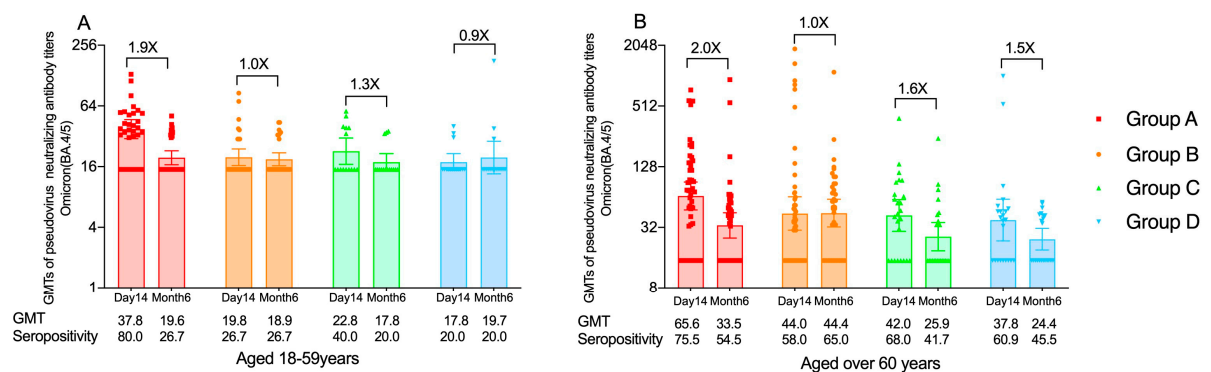 A
GMTs of pseudovirus neutralizing antibody titers
Omicron(BA.4/5)
256
64
16
4
1
1.9X
1.0X
1.3X
0.9X
Day14 Month6 Day14 Month6 Day14 Month6 Day14 Month6
GMT 37.8 19.6 19.8 18.9 22.8 17.8 17.8 19.7
Seropositivity 80.0 26.7 26.7 26.7 40.0 20.0 20.0 20.0
Aged 18-59years
B
GMTs of pseudovirus neutralizing antibody titers
Omicron(BA.4/5)
2048
512
128
32
8
2.0X
1.0X
1.6X
1.5X
Day14 Month6 Day14 Month6 Day14 Month6 Day14 Month6
GMT 65.6 33.5 44.0 44.4 42.0 25.9 37.8 24.4
Seropositivity 75.5 54.5 58.0 65.0 68.0 41.7 60.9 45.5
Aged over 60 years
Group A
Group B
Group C
Group D